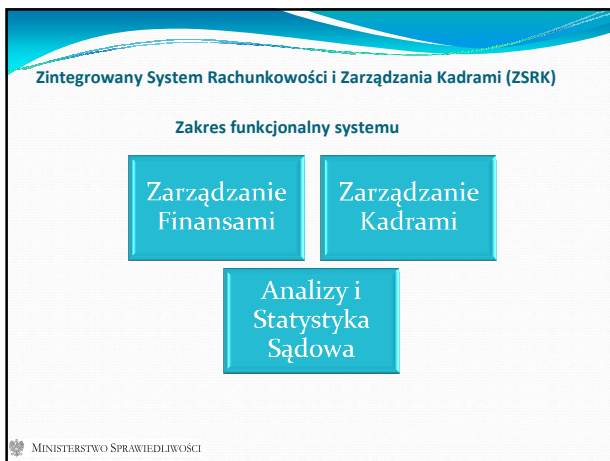 Zintegrowany System Rachunkowości i Zarządzania Kadrami (ZSRK)
Zakres funkcjonalny systemu
Zarządzanie
Finansami
Zarządzanie
Kadrami
Analizy i
Statystyka
Sądowa
MINISTERSTWO SPRAWIEDLIWOŚCI